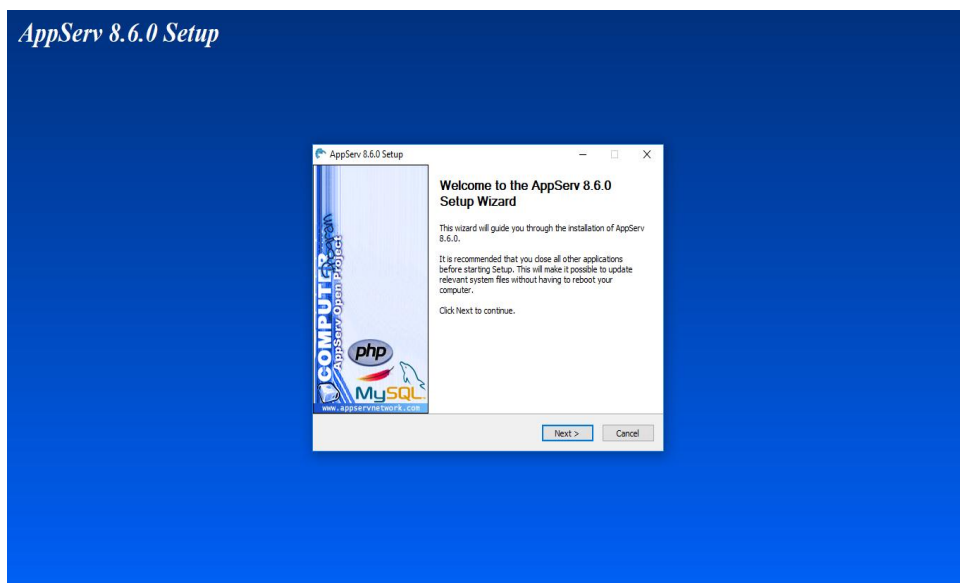 AppServ 8.6.0 Setup
AppServ 8.6.0 Setup
Welcome to the AppServ 8.6.0
Setup Wizard
This wizard will guide you through the installation of AppServ
8.6.0.
It is recommended that you close all other applications
before starting Setup. This will make it possible to update
relevant system files without having to reboot your
computer.
Click Next to continue.
COMPUTER
Program
AppServ Open Project
php
MySQL
www.appservnetwork.com
Next >
Cancel